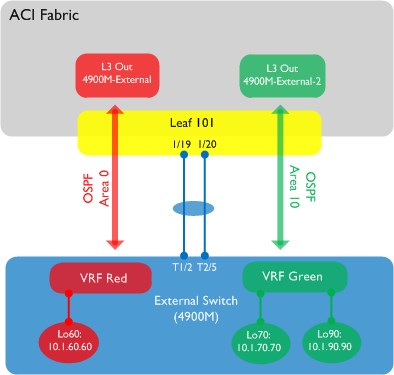 ACI Fabric
L3 Out
4900M-External
L3 Out
4900M-External-2
Leaf 101
1/19 1/20
OSPF
Area 0
OSPF
Area 10
T1/2 T2/5
VRF Red
VRF Green
External Switch
(4900M)
Lo60:
10.1.60.60
Lo70:
10.1.70.70
Lo90:
10.1.90.90